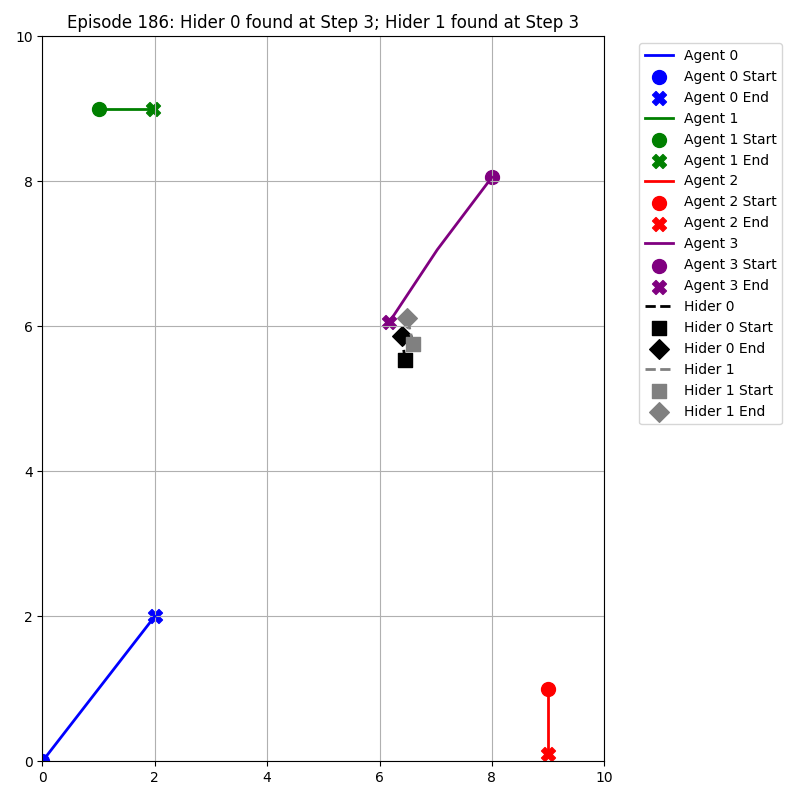 Episode 186: Hider 0 found at Step 3; Hider 1 found at Step 3
10
8
6
4
2
0
0 2 4 6 8 10
Agent 0
Agent 0 Start
Agent 0 End
Agent 1
Agent 1 Start
Agent 1 End
Agent 2
Agent 2 Start
Agent 2 End
Agent 3
Agent 3 Start
Agent 3 End
Hider 0
Hider 0 Start
Hider 0 End
Hider 1
Hider 1 Start
Hider 1 End